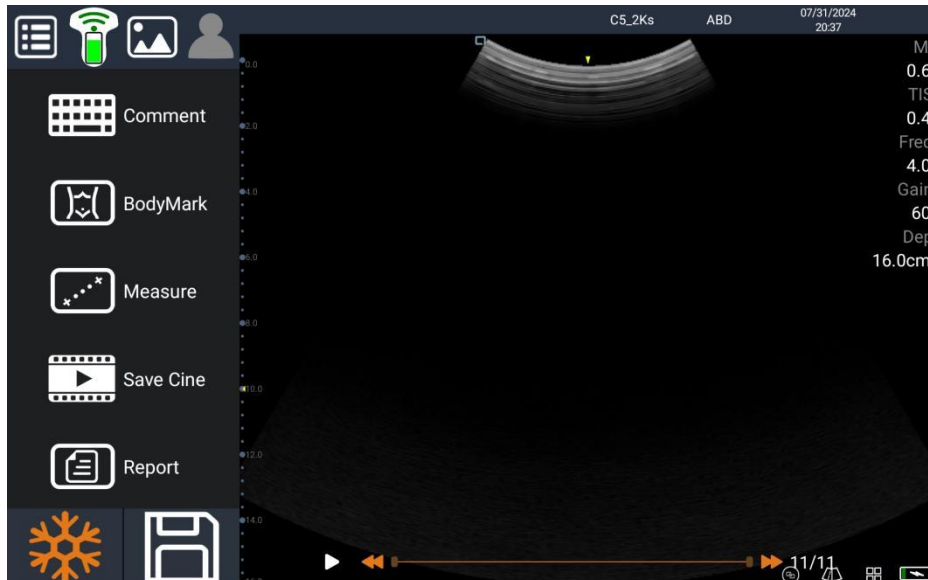 C5_2Ks ABD 07/31/2024
20:37
Comment
BodyMark
Measure
Save Cine
Report
0.0
2.0
4.0
6.0
8.0
10.0
12.0
14.0
M
0.6
TIS
0.4
Freq
4.0
Gain
60
Dep
16.0cm
11/11